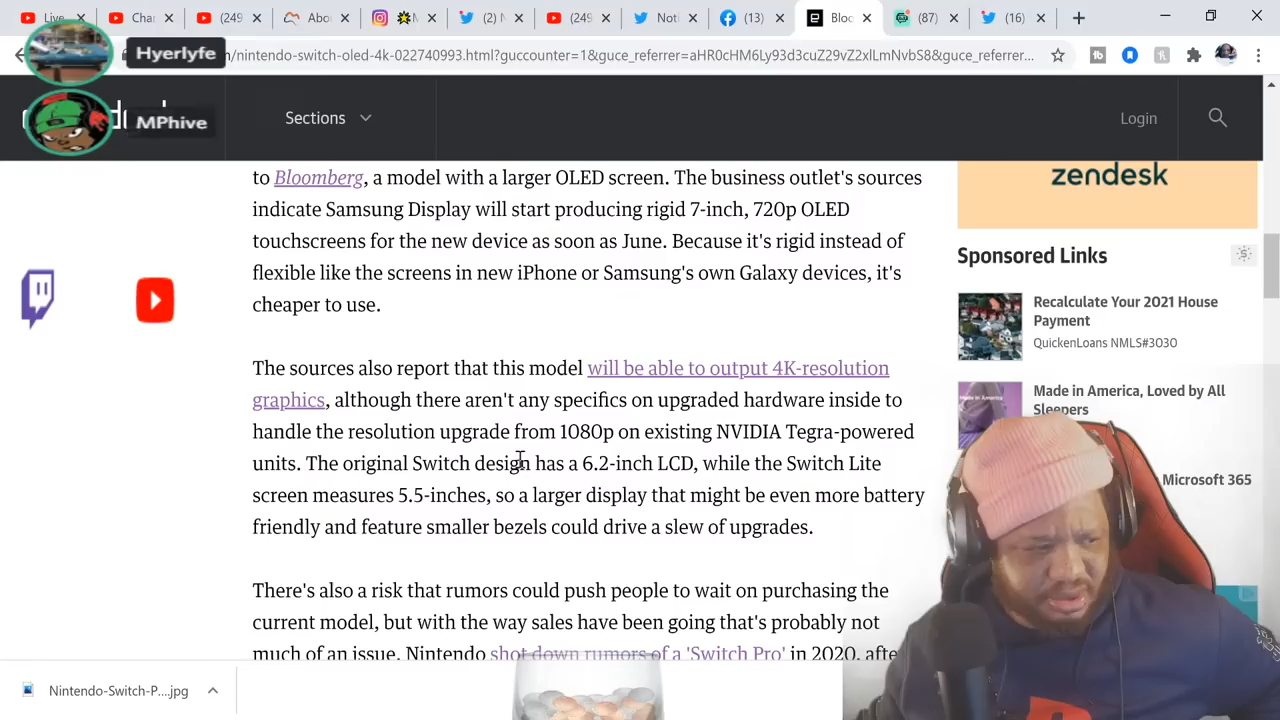 Live
Char
(249
Abou
(2) N
(249
Noti
(13)
Bloc
(87)
(16)
Hyerlyfe
/nintendo-switch-oled-4k-022740993.html?guccounter=1&guce_referrer=aHR0cHM6Ly93d3cuZ29vZ2xlLmNvbS8&guce_referrer...
MPhive
Sections
Login
to Bloomberg, a model with a larger OLED screen. The business outlet's sources
indicate Samsung Display will start producing rigid 7-inch, 720p OLED
touchscreens for the new device as soon as June. Because it's rigid instead of
flexible like the screens in new iPhone or Samsung's own Galaxy devices, it's
cheaper to use.
The sources also report that this model will be able to output 4K-resolution
graphics, although there aren't any specifics on upgraded hardware inside to
handle the resolution upgrade from 1080p on existing NVIDIA Tegra-powered
units. The original Switch design has a 6.2-inch LCD, while the Switch Lite
screen measures 5.5-inches, so a larger display that might be even more battery
friendly and feature smaller bezels could drive a slew of upgrades.
There's also a risk that rumors could push people to wait on purchasing the
current model, but with the way sales have been going that's probably not
much of an issue. Nintendo shot down rumors of a 'Switch Pro' in 2020, afte
zendesk
Sponsored Links
Recalculate Your 2021 House
Payment
QuickenLoans NMLS#3030
Made in America, Loved by All
Sleepers
Microsoft 365
Nintendo-Switch-P....jpg